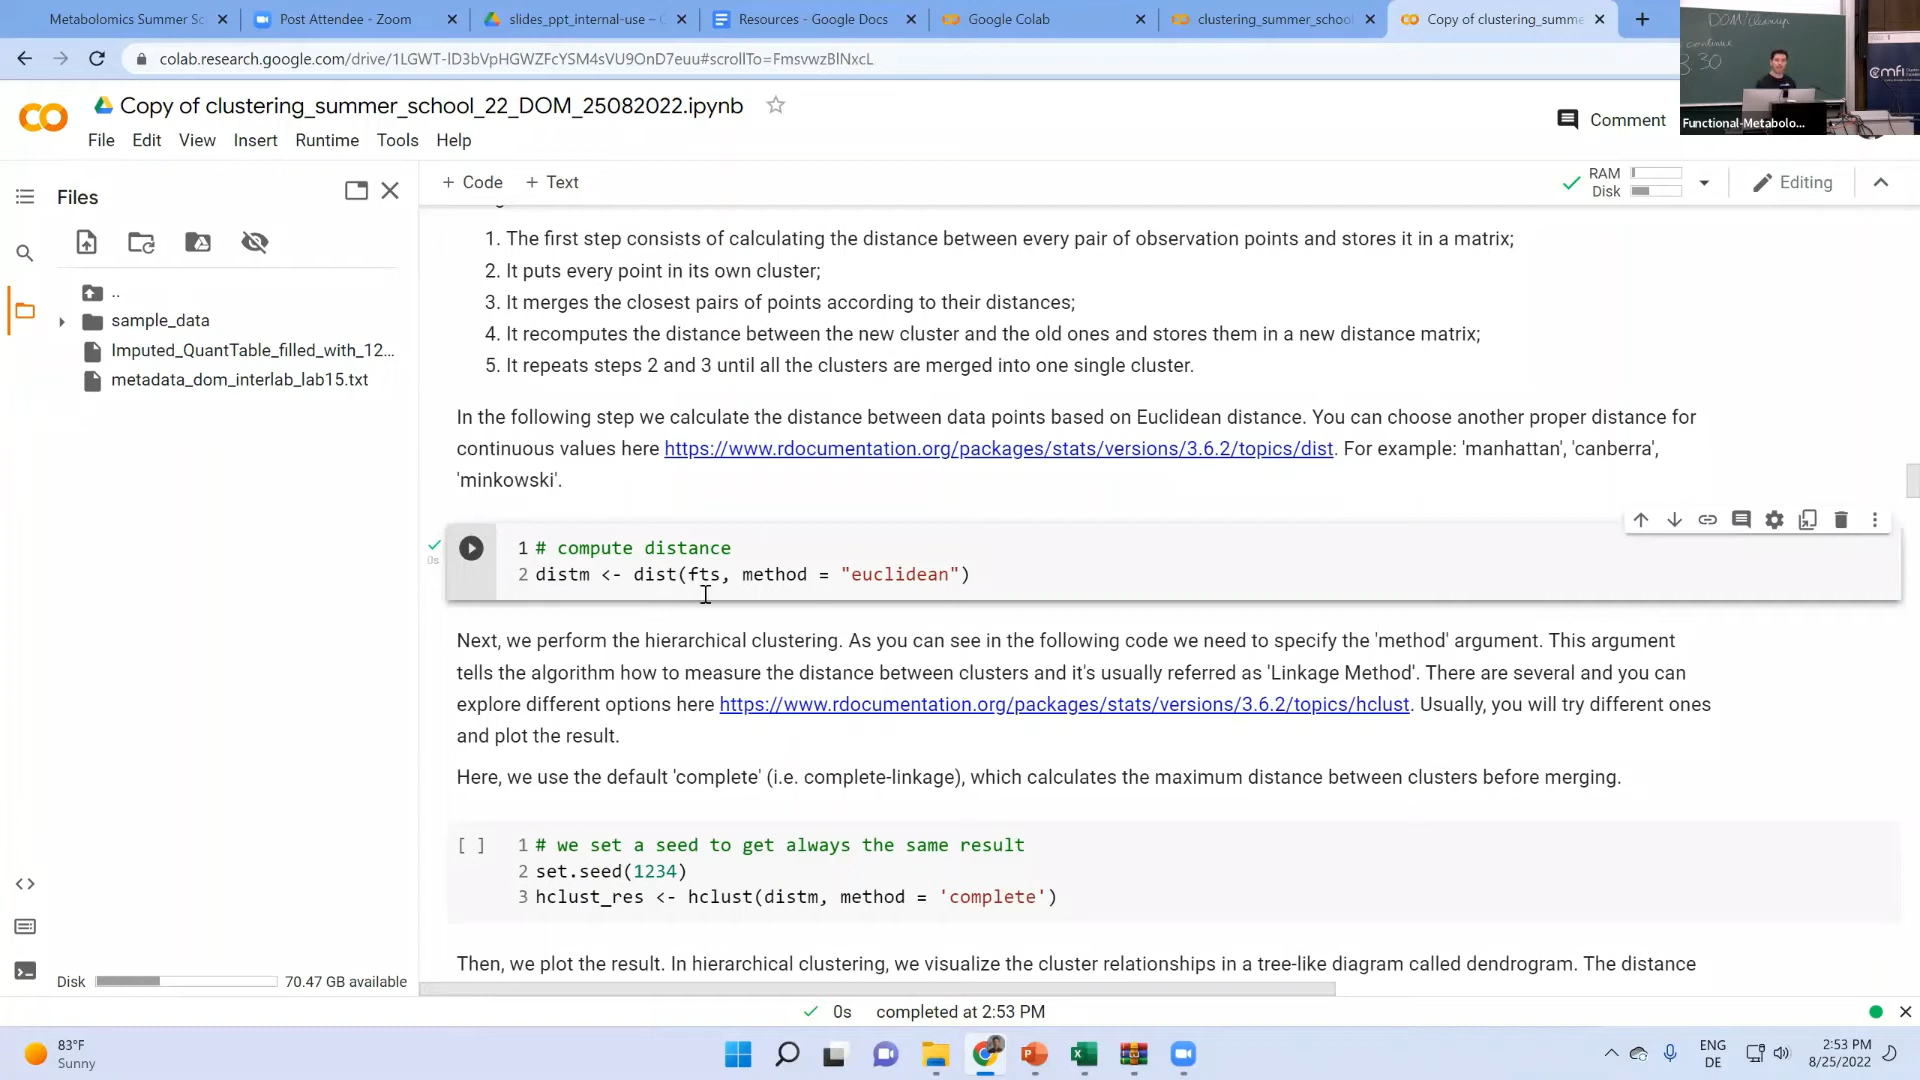 Metabolomics Summer Sc
Post Attendee - Zoom
slides_ppt_internal-use –
Resources - Google Docs
Google Colab
clustering_summer_school
Copy of clustering_summe
colab.research.google.com/drive/1LGWT-lD3bVpHGWZFcYSM4sVU9OnD7euu#scrollTo=FmsvwzBlNxcL
DOM/cleanup
continue
3.30
cmfi
Functional-Metabolo...
Copy of clustering_summer_school_22_DOM_25082022.ipynb
Comment
File Edit View Insert Runtime Tools Help
Files
+ Code + Text
RAM
Disk
Editing
..
sample_data
Imputed_QuantTable_filled_with_12...
metadata_dom_interlab_lab15.txt
1. The first step consists of calculating the distance between every pair of observation points and stores it in a matrix;
2. It puts every point in its own cluster;
3. It merges the closest pairs of points according to their distances;
4. It recomputes the distance between the new cluster and the old ones and stores them in a new distance matrix;
5. It repeats steps 2 and 3 until all the clusters are merged into one single cluster.
In the following step we calculate the distance between data points based on Euclidean distance. You can choose another proper distance for
continuous values here https://www.rdocumentation.org/packages/stats/versions/3.6.2/topics/dist. For example: 'manhattan', 'canberra',
'minkowski'.
0s
1 # compute distance
2 distm <- dist(fts, method = "euclidean")
Next, we perform the hierarchical clustering. As you can see in the following code we need to specify the 'method' argument. This argument
tells the algorithm how to measure the distance between clusters and it's usually referred as 'Linkage Method'. There are several and you can
explore different options here https://www.rdocumentation.org/packages/stats/versions/3.6.2/topics/hclust. Usually, you will try different ones
and plot the result.
Here, we use the default 'complete' (i.e. complete-linkage), which calculates the maximum distance between clusters before merging.
[ ]
1 # we set a seed to get always the same result
2 set.seed(1234)
3 hclust_res <- hclust(distm, method = 'complete')
Then, we plot the result. In hierarchical clustering, we visualize the cluster relationships in a tree-like diagram called dendrogram. The distance
Disk 70.47 GB available
0s completed at 2:53 PM
83°F
Sunny
ENG
DE
2:53 PM
8/25/2022